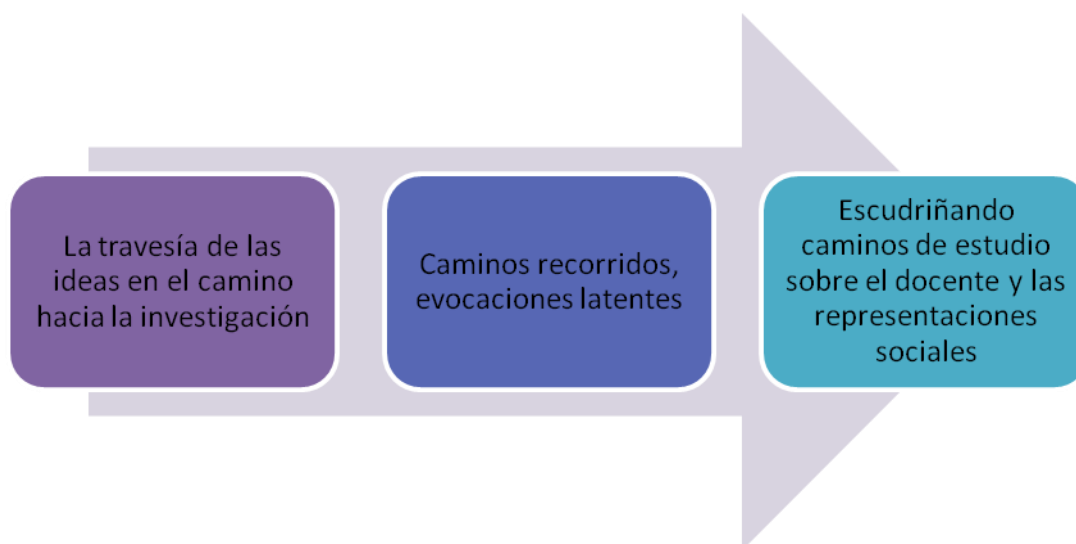 La travesía de las
ideas en el camino
hacia la investigación
Caminos recorridos,
evocaciones latentes
Escudriñando
caminos de estudio
sobre el docente y las
representaciones
sociales